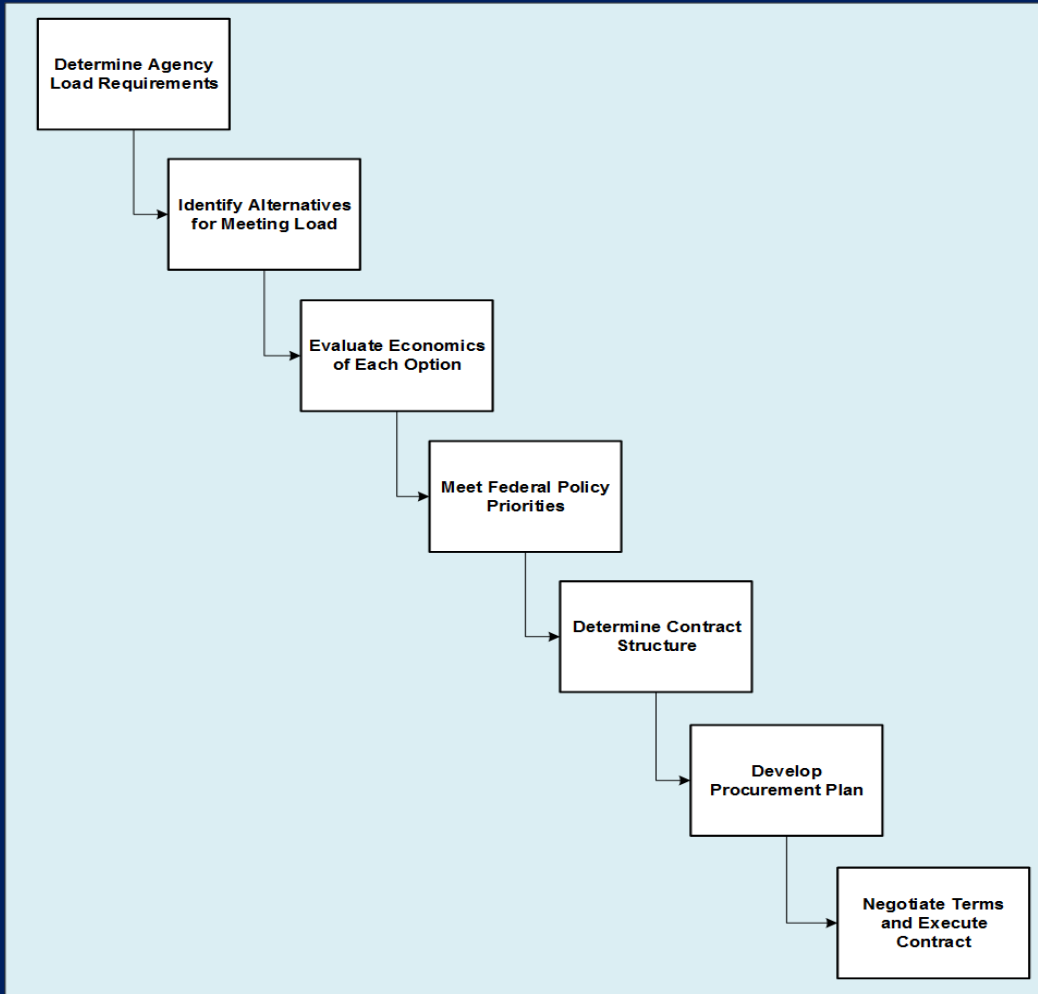 Determine Agency
Load Requirements
Identify Alternatives
for Meeting Load
Evaluate Economics
of Each Option
Meet Federal Policy
Priorities
Determine Contract
Structure
Develop
Procurement Plan
Negotiate Terms
and Execute
Contract